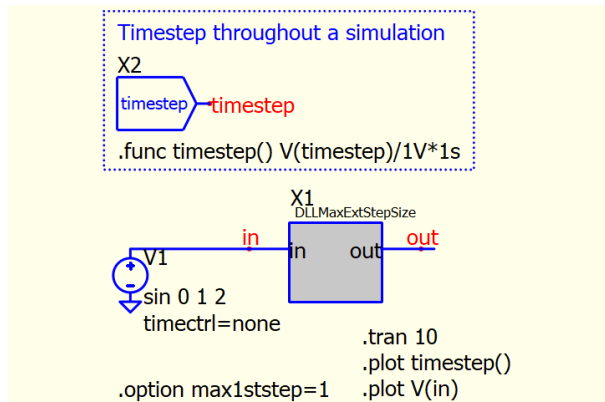 Timestep throughout a simulation
X2
timestep
timestep
.func timestep() V(timestep)/1V*1s
X1
DLLMaxExtStepSize
in
in
out
out
V1
sin 0 1 2
timectrl=none
.tran 10
.plot timestep()
.option max1ststep=1
.plot V(in)